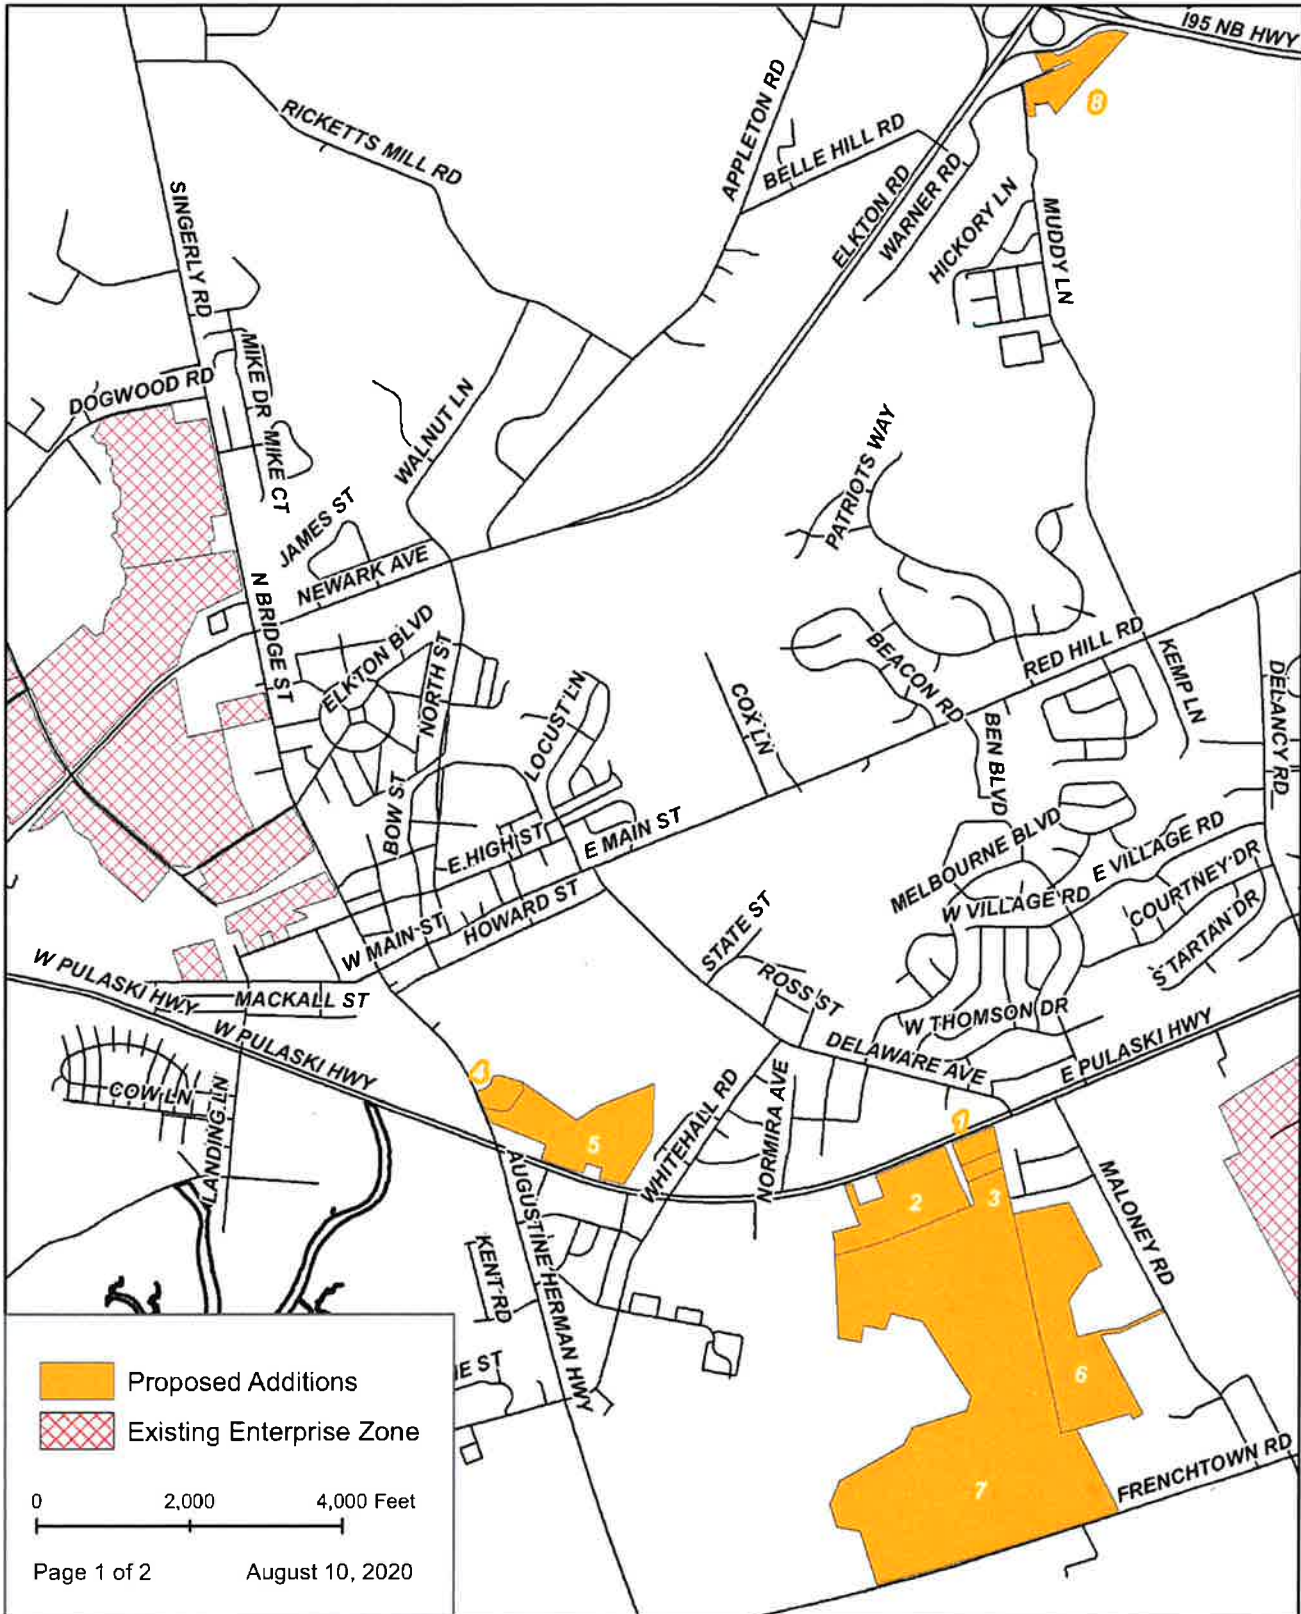 I95 NB HWY
APPLETON RD
8
RICKETTS MILL RD
BELLE HILL RD
ELKTON RD
WARNER RD
HICKORY LN
MUDDY LN
SINGERLY RD
MIKE DR
DOGWOOD RD
MIKE CT
WALNUT LN
PATRIOTS WAY
JAMES ST
NEWARK AVE
N BRIDGE ST
ELKTON BLVD
NORTH ST
BEACON RD
RED HILL RD
KEMP LN
DELANCY RD
LOCUST LN
COX LN
BEN BLVD
BOW ST
E HIGH ST
E MAIN ST
MELBOURNE BLVD
E VILLAGE RD
W VILLAGE RD
COURTNEY DR
S TARTAN DR
W MAIN ST
HOWARD ST
STATE ST
ROSS ST
W PULASKI HWY
MACKALL ST
W PULASKI HWY
W THOMSON DR
DELAWARE AVE
E PULASKI HWY
COW LN
LANDING LN
4
5
WHITEHALL RD
NORMIRA AVE
1
2
3
MALONEY RD
AUGUSTINE HERMAN HWY
KENT RD
NE ST
6
7
FRENCHTOWN RD
Proposed Additions
Existing Enterprise Zone
0 2,000 4,000 Feet
Page 1 of 2 August 10, 2020